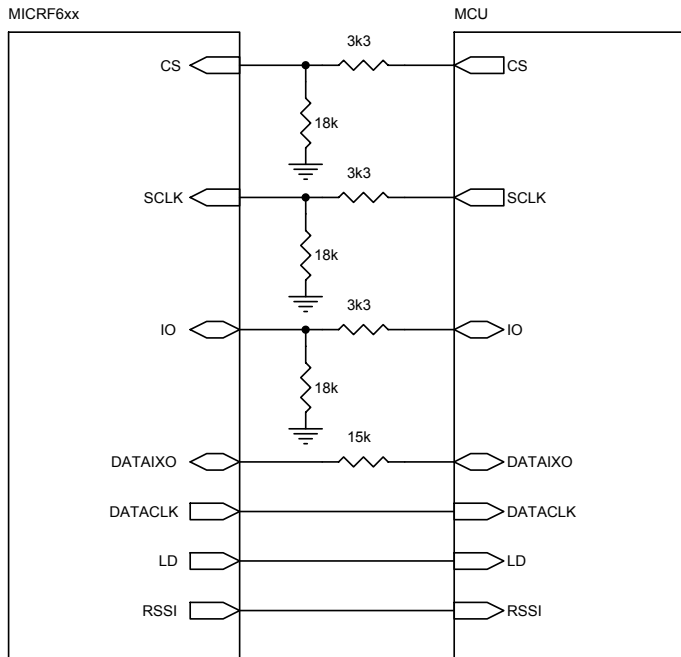 MICRF6xx
MCU
3k3
CS
CS
18k
3k3
SCLK
SCLK
18k
3k3
IO
IO
18k
15k
DATAIXO
DATAIXO
DATACLK
DATACLK
LD
LD
RSSI
RSSI